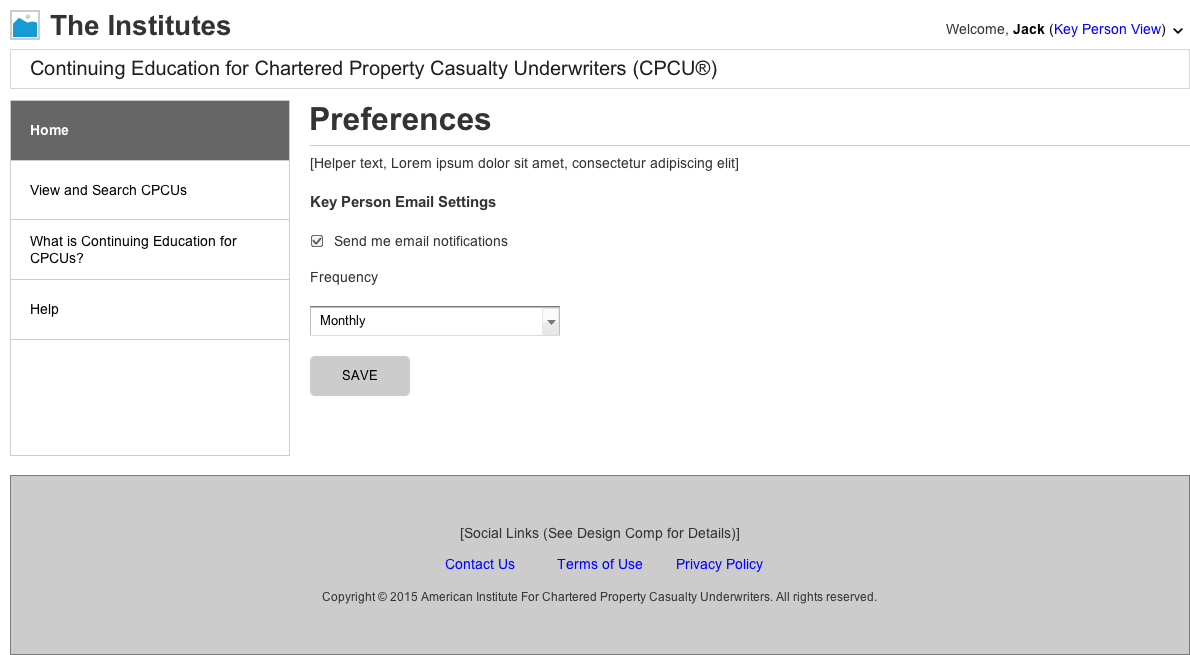 The Institutes
Welcome, Jack (Key Person View)
Continuing Education for Chartered Property Casualty Underwriters (CPCU®)
Home
View and Search CPCUs
What is Continuing Education for
CPCUs?
Help
Preferences
[Helper text, Lorem ipsum dolor sit amet, consectetur adipiscing elit]
Key Person Email Settings
Send me email notifications
Frequency
Monthly
SAVE
[Social Links (See Design Comp for Details)]
Contact Us Terms of Use Privacy Policy
Copyright © 2015 American Institute For Chartered Property Casualty Underwriters. All rights reserved.